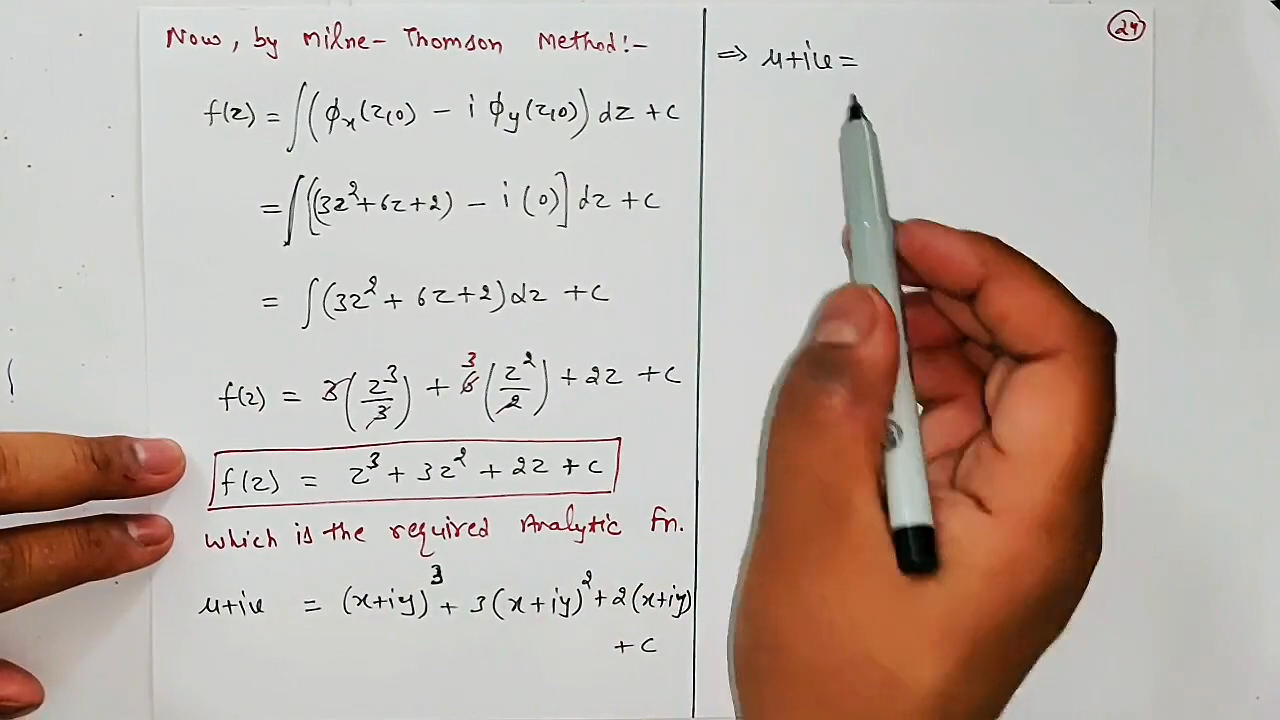 Now, by Milne-Thomson Method:-
f(z) = ∫(ϕx(z,0) - i ϕy(z,0)) dz + c
= ∫[(3z²+6z+2) - i (0)] dz + c
= ∫(3z² + 6z+2) dz + c
f(z) = 3(z³/3) + 6 3 (z²/2) + 2z + c
f(z) = z³ + 3z² + 2z + c
which is the required Analytic Fn.
u+iv = (x+iy)³ + 3(x+iy)² + 2(x+iy)
+ c
24
⇒ u+iv =